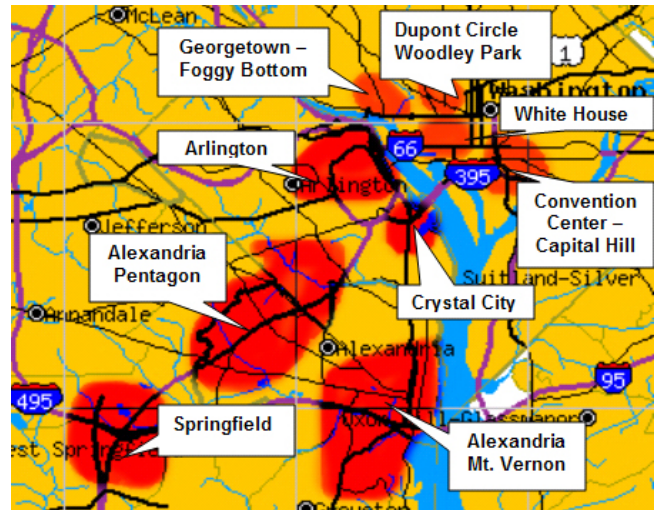 McLean
Georgetown –
Foggy Bottom
Dupont Circle
Woodley Park
1
Washington
White House
Arlington
66
395
Arlington
Convention
Center –
Capital Hill
Jefferson
Alexandria
Pentagon
Crystal City
Suitland-Silver
Annandale
Alexandria
495
95
Springfield
Alexandria
Mt. Vernon